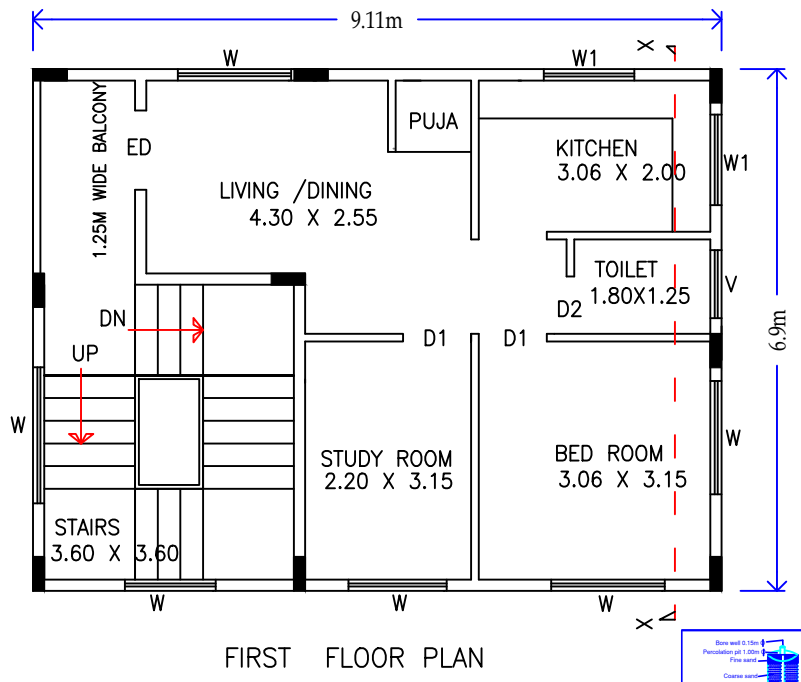 9.11m
W
W1
X
1.25M WIDE BALCONY
PUJA
ED
KITCHEN
3.06 X 2.00
W1
LIVING /DINING
4.30 X 2.55
TOILET
1.80X1.25
V
D2
DN
D1
D1
6.9m
UP
W
W
STUDY ROOM
2.20 X 3.15
BED ROOM
3.06 X 3.15
STAIRS
3.60 X 3.60
W
W
W
X
FIRST FLOOR PLAN
Bore well 0.15m
Percolation pit 1.00m
Fine sand
Coarse sand